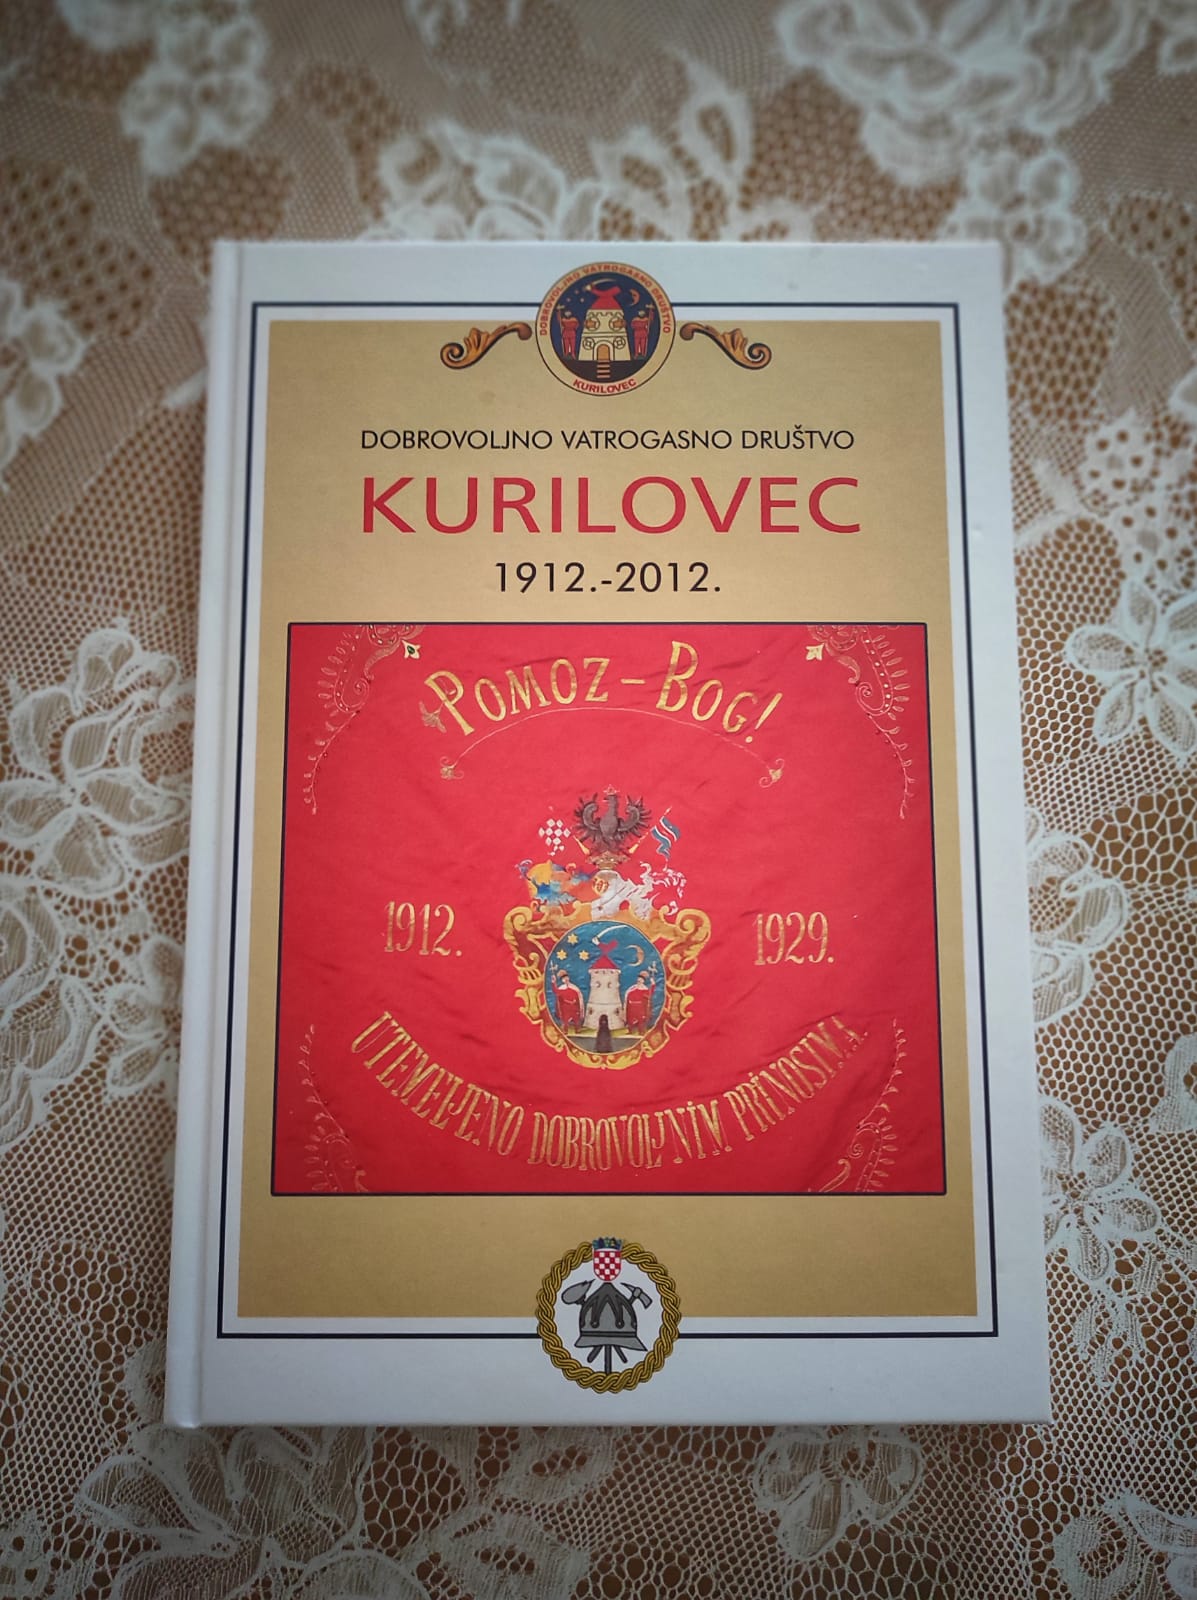 DOBROVOLJNO VATROGASNO DRUŠTVO
KURILOVEC
DOBROVOLJNO VATROGASNO DRUŠTVO
KURILOVEC
1912.-2012.
POMOZ - BOG!
1912. 1929.
UTEMELJENO DOBROVOLJNIM PRINOSIMA